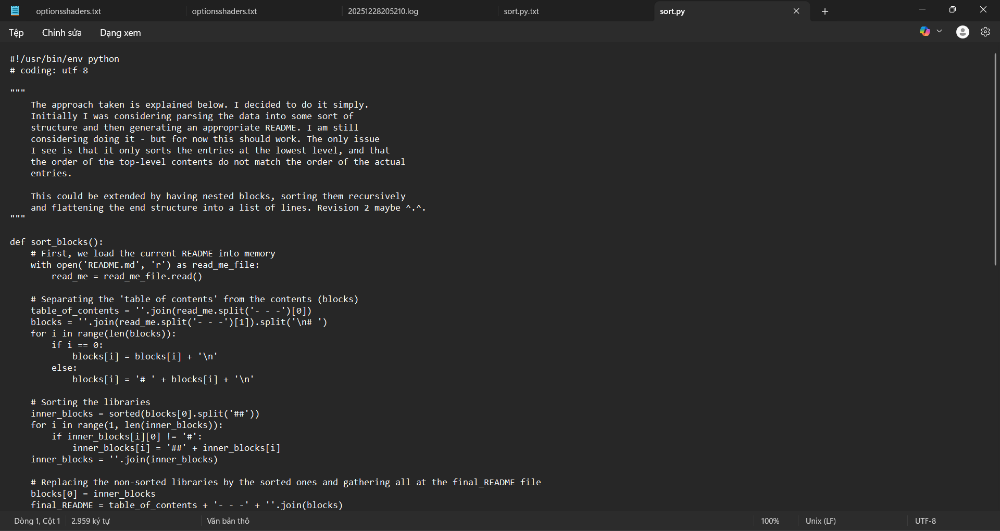 optionsshaders.txt
optionsshaders.txt
20251228205210.log
sort.py.txt
sort.py
Tệp
Chỉnh sửa
Dạng xem
#!/usr/bin/env python
# coding: utf-8
"""
The approach taken is explained below. I decided to do it simply.
Initially I was considering parsing the data into some sort of
structure and then generating an appropriate README. I am still
considering doing it - but for now this should work. The only issue
I see is that it only sorts the entries at the lowest level, and that
the order of the top-level contents do not match the order of the actual
entries.
This could be extended by having nested blocks, sorting them recursively
and flattening the end structure into a list of lines. Revision 2 maybe ^.^.
"""
def sort_blocks():
# First, we load the current README into memory
with open('README.md', 'r') as read_me_file:
read_me = read_me_file.read()
# Separating the 'table of contents' from the contents (blocks)
table_of_contents = ''.join(read_me.split('- - -')[0])
blocks = ''.join(read_me.split('- - -')[1]).split('\n# ')
for i in range(len(blocks)):
if i == 0:
blocks[i] = blocks[i] + '\n'
else:
blocks[i] = '# ' + blocks[i] + '\n'
# Sorting the libraries
inner_blocks = sorted(blocks[0].split('##'))
for i in range(1, len(inner_blocks)):
if inner_blocks[i][0] != '#':
inner_blocks[i] = '##' + inner_blocks[i]
inner_blocks = ''.join(inner_blocks)
# Replacing the non-sorted libraries by the sorted ones and gathering all at the final_README file
blocks[0] = inner_blocks
final_README = table_of_contents + '- - -' + ''.join(blocks)
Dòng 1, Cột 1
2.959 ký tự
Văn bản thô
100%
Unix (LF)
UTF-8